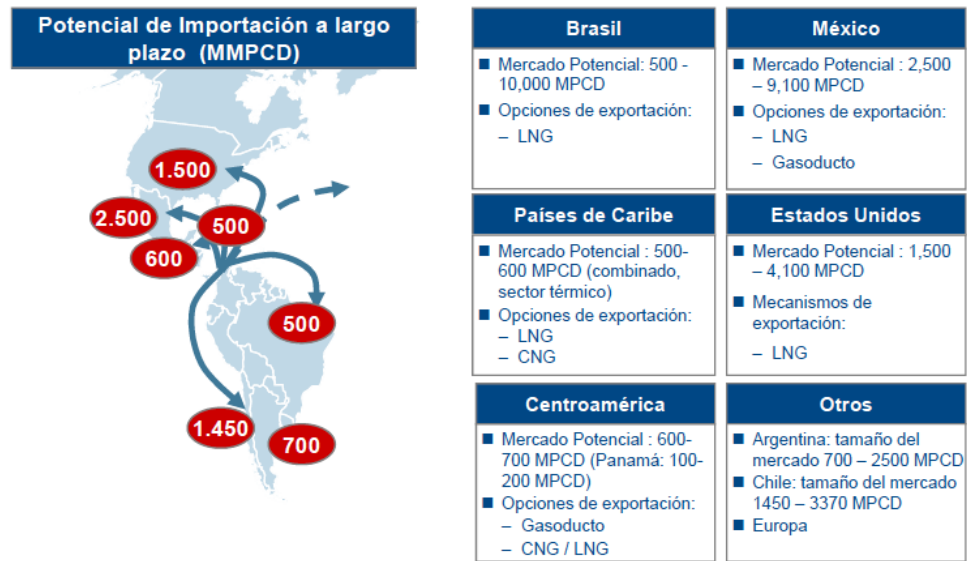 Potencial de Importación a largo
plazo (MMPCD)
1.500
2.500
500
600
500
1.450
700
Brasil
■ Mercado Potencial: 500 -
10,000 MPCD
■ Opciones de exportación:
– LNG
México
■ Mercado Potencial : 2,500
– 9,100 MPCD
■ Opciones de exportación:
– LNG
– Gasoducto
Países de Caribe
■ Mercado Potencial : 500-
600 MPCD (combinado,
sector térmico)
■ Opciones de exportación:
– LNG
– CNG
Estados Unidos
■ Mercado Potencial : 1,500
– 4,100 MPCD
■ Mecanismos de
exportación:
– LNG
Centroamérica
■ Mercado Potencial : 600-
700 MPCD (Panamá: 100-
200 MPCD)
■ Opciones de exportación:
– Gasoducto
– CNG / LNG
Otros
■ Argentina: tamaño del
mercado 700 – 2500 MPCD
■ Chile: tamaño del mercado
1450 – 3370 MPCD
■ Europa